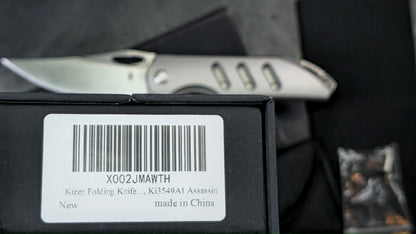 X002JMAWTH
Kizer Folding Knife..., Ki3549A1 Assassin
New made in China